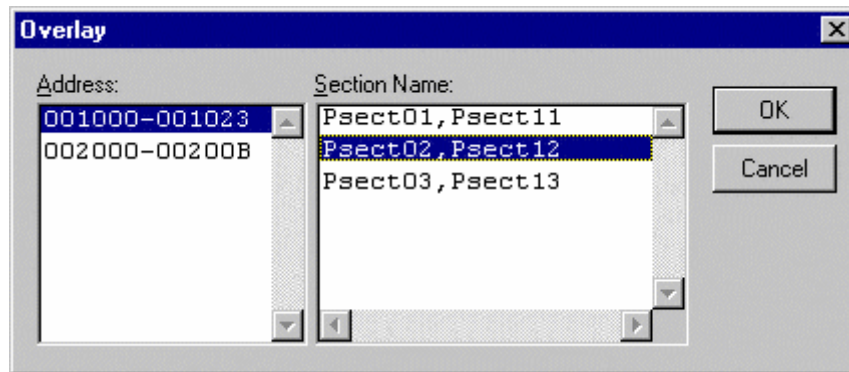 Overlay
Address:
001000-001023
002000-00200B
Section Name:
Psect01,Psect11
Psect02,Psect12
Psect03,Psect13
OK
Cancel